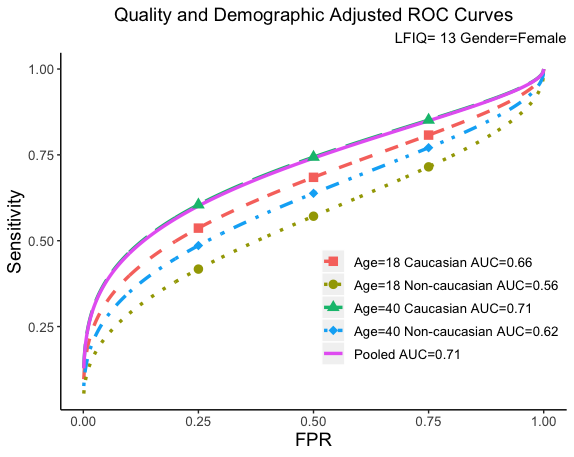 Quality and Demographic Adjusted ROC Curves
LFIQ= 13 Gender=Female
1.00
0.75
0.50
0.25
Sensitivity
Age=18 Caucasian AUC=0.66
Age=18 Non-caucasian AUC=0.56
Age=40 Caucasian AUC=0.71
Age=40 Non-caucasian AUC=0.62
Pooled AUC=0.71
0.00 0.25 0.50 0.75 1.00
FPR